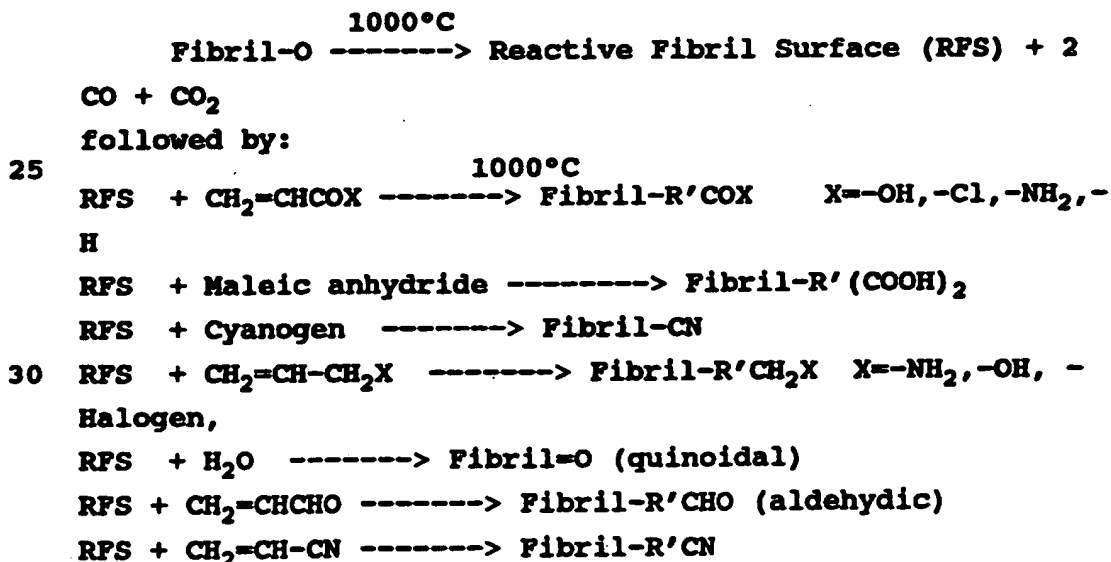 1000°C
Fibril-O -------> Reactive Fibril Surface (RFS) + 2
CO + CO2
followed by:
25 1000°C
RFS + CH2=CHCOX -------> Fibril-R'COX X=-OH,-Cl,-NH2,-
H
RFS + Maleic anhydride --------> Fibril-R'(COOH)2
RFS + Cyanogen -------> Fibril-CN
30 RFS + CH2=CH-CH2X -------> Fibril-R'CH2X X=-NH2,-OH, -
Halogen,
RFS + H2O -------> Fibril=O (quinoidal)
RFS + CH2=CHCHO -------> Fibril-R'CHO (aldehydic)
RFS + CH2=CH-CN -------> Fibril-R'CN